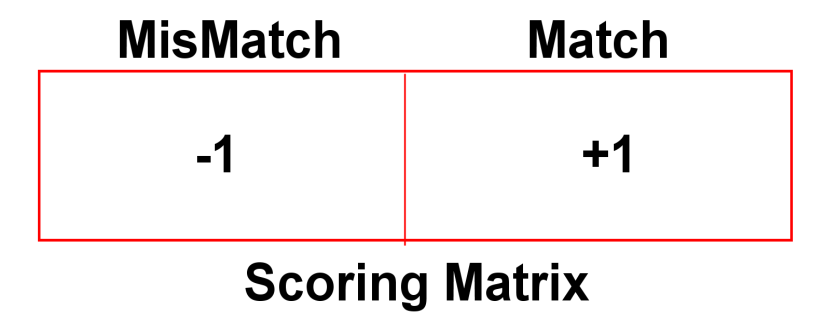 MisMatch Match
-1 +1
Scoring Matrix